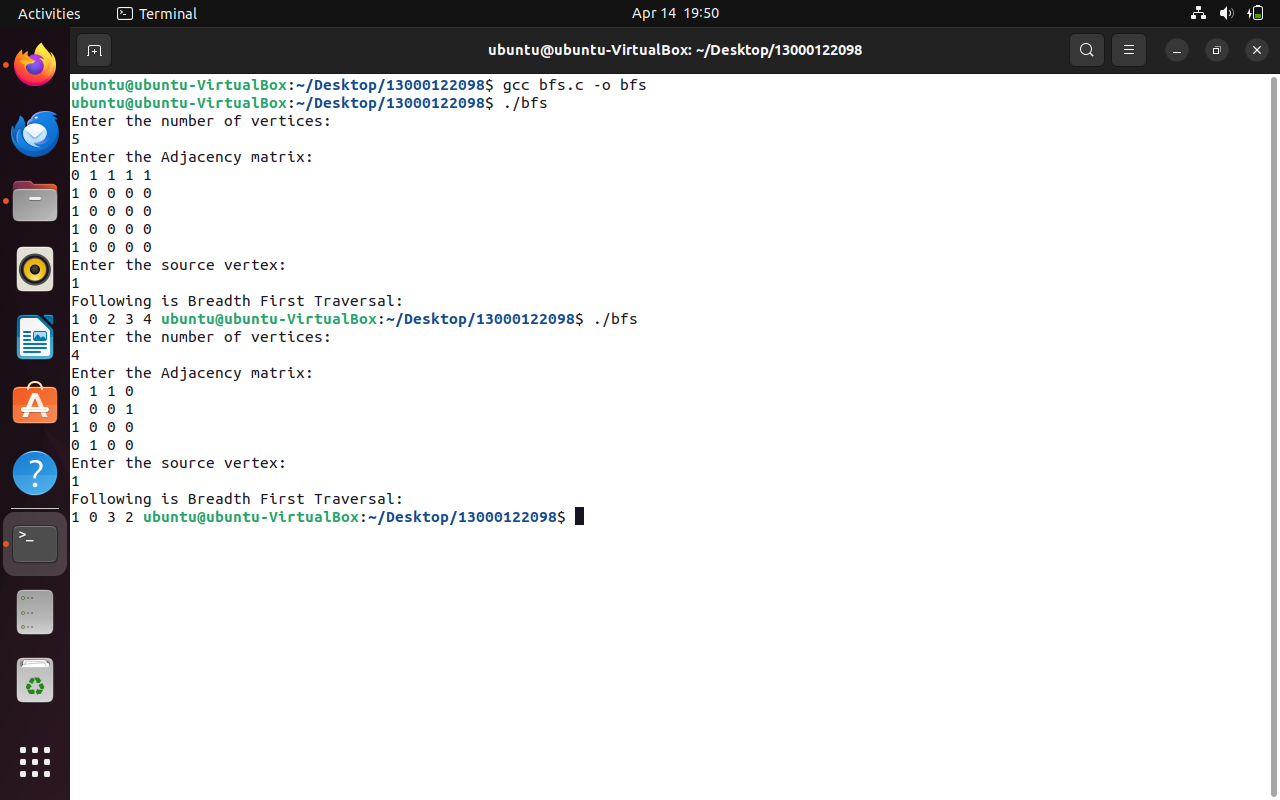 Activities
Terminal
Apr 14 19:50
ubuntu@ubuntu-VirtualBox: ~/Desktop/13000122098
ubuntu@ubuntu-VirtualBox:~/Desktop/13000122098$ gcc bfs.c -o bfs
ubuntu@ubuntu-VirtualBox:~/Desktop/13000122098$ ./bfs
Enter the number of vertices:
5
Enter the Adjacency matrix:
0 1 1 1 1
1 0 0 0 0
1 0 0 0 0
1 0 0 0 0
1 0 0 0 0
Enter the source vertex:
1
Following is Breadth First Traversal:
1 0 2 3 4 ubuntu@ubuntu-VirtualBox:~/Desktop/13000122098$ ./bfs
Enter the number of vertices:
4
Enter the Adjacency matrix:
0 1 1 0
1 0 0 1
1 0 0 0
0 1 0 0
Enter the source vertex:
1
Following is Breadth First Traversal:
1 0 3 2 ubuntu@ubuntu-VirtualBox:~/Desktop/13000122098$